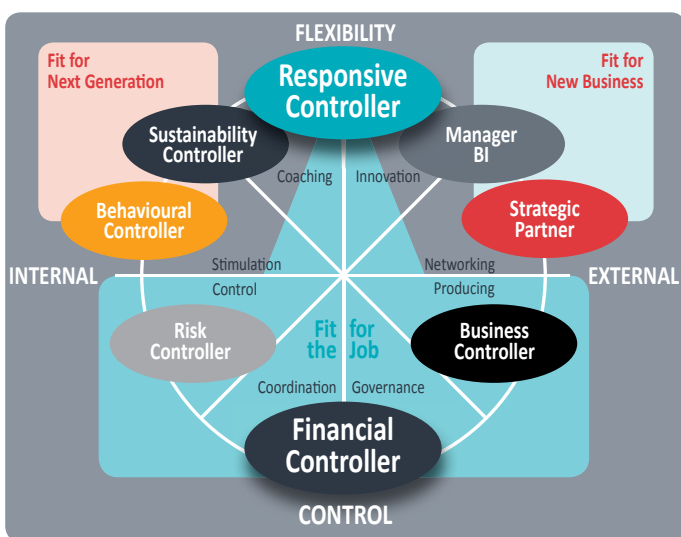 FLEXIBILITY
Fit for
Next Generation
Fit for
New Business
Responsive
Controller
Sustainability
Controller
Manager
BI
Coaching
Innovation
Behavioural
Controller
Strategic
Partner
INTERNAL
EXTERNAL
Stimulation
Networking
Control
Producing
Risk
Controller
Fit for
the Job
Business
Controller
Coordination
Governance
Financial
Controller
CONTROL